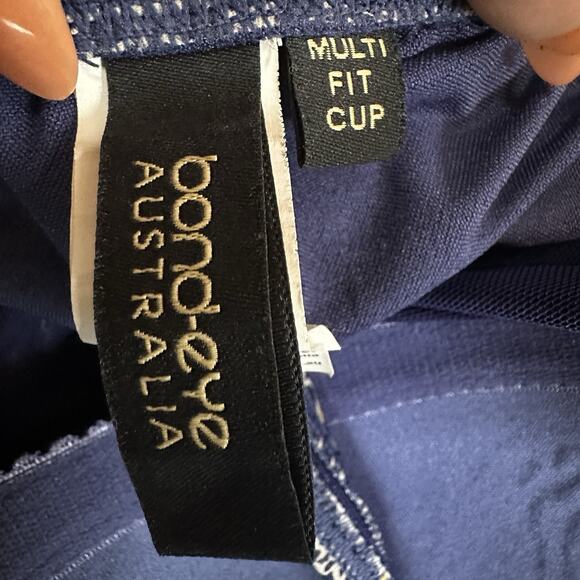 MULTI
FIT
CUP
bond-eye
AUSTRALIA